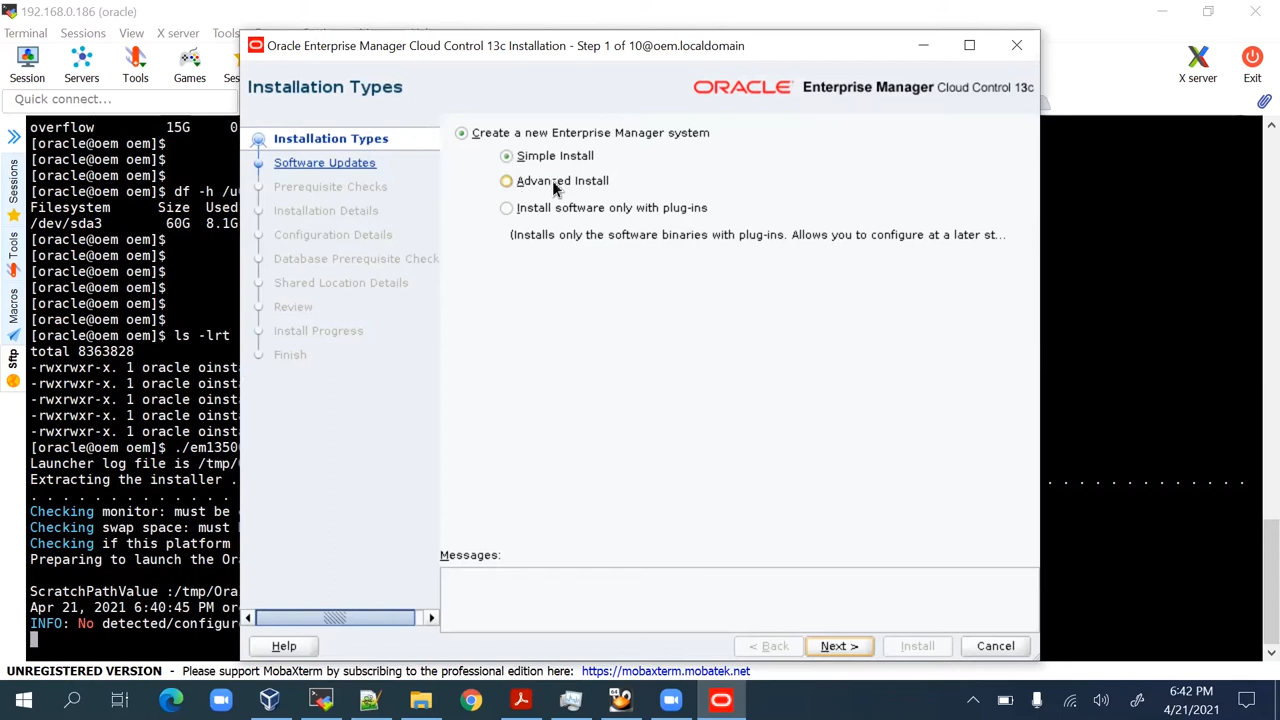 192.168.0.186 (oracle)
Terminal Sessions View X server Tools
Session Servers Tools Games Ses
X server Exit
Quick connect...
Sessions
Tools
Macros
Sftp
overflow 15G 0
[oracle@oem oem]$
[oracle@oem oem]$
[oracle@oem oem]$
[oracle@oem oem]$ df -h /u
Filesystem Size Used
/dev/sda3 60G 8.1G
[oracle@oem oem]$
[oracle@oem oem]$
[oracle@oem oem]$
[oracle@oem oem]$
[oracle@oem oem]$
[oracle@oem oem]$
[oracle@oem oem]$ ls -lrt
total 8363828
-rwxrwxr-x. 1 oracle oinst
-rwxrwxr-x. 1 oracle oinst
-rwxrwxr-x. 1 oracle oinst
-rwxrwxr-x. 1 oracle oinst
-rwxrwxr-x. 1 oracle oinst
[oracle@oem oem]$ ./em1350
Launcher log file is /tmp/
Extracting the installer .
. . . . . . . . . . . . .
Checking monitor: must be
Checking swap space: must
Checking if this platform
Preparing to launch the Or
ScratchPathValue :/tmp/Ora
Apr 21, 2021 6:40:45 PM or
INFO: No detected/configur
Oracle Enterprise Manager Cloud Control 13c Installation - Step 1 of 10@oem.localdomain
Installation Types
ORACLE Enterprise Manager Cloud Control 13c
Installation Types
Software Updates
Prerequisite Checks
Installation Details
Configuration Details
Database Prerequisite Check
Shared Location Details
Review
Install Progress
Finish
Create a new Enterprise Manager system
Simple Install
Advanced Install
Install software only with plug-ins
(Installs only the software binaries with plug-ins. Allows you to configure at a later st...
Messages:
Help < Back Next > Install Cancel
UNREGISTERED VERSION - Please support MobaXterm by subscribing to the professional edition here: https://mobaxterm.mobatek.net
6:42 PM
4/21/2021